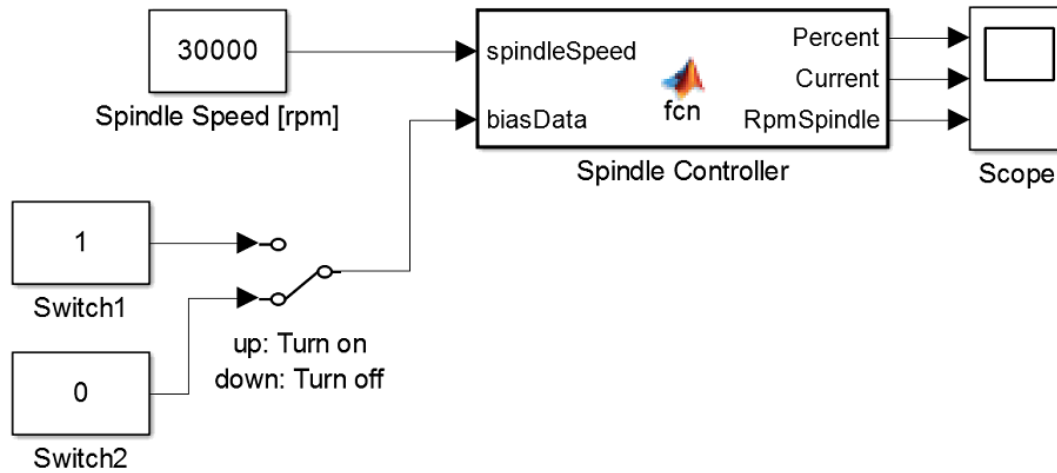 30000
Spindle Speed [rpm]
spindleSpeed
biasData
fcn
Percent
Current
RpmSpindle
Spindle Controller
Scope
1
Switch1
up: Turn on
down: Turn off
0
Switch2